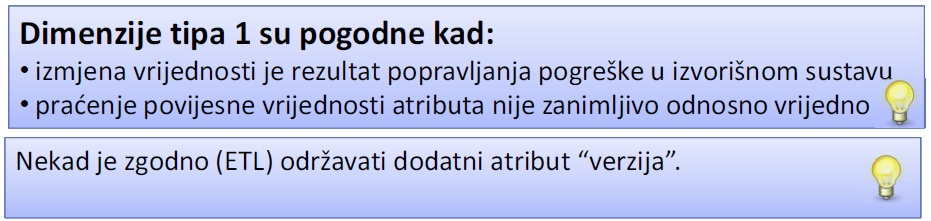 Dimenzije tipa 1 su pogodne kad:
• izmjena vrijednosti je rezultat popravljanja pogreške u izvorišnom sustavu
• praćenje povijesne vrijednosti atributa nije zanimljivo odnosno vrijedno
Nekad je zgodno (ETL) održavati dodatni atribut “verzija”.